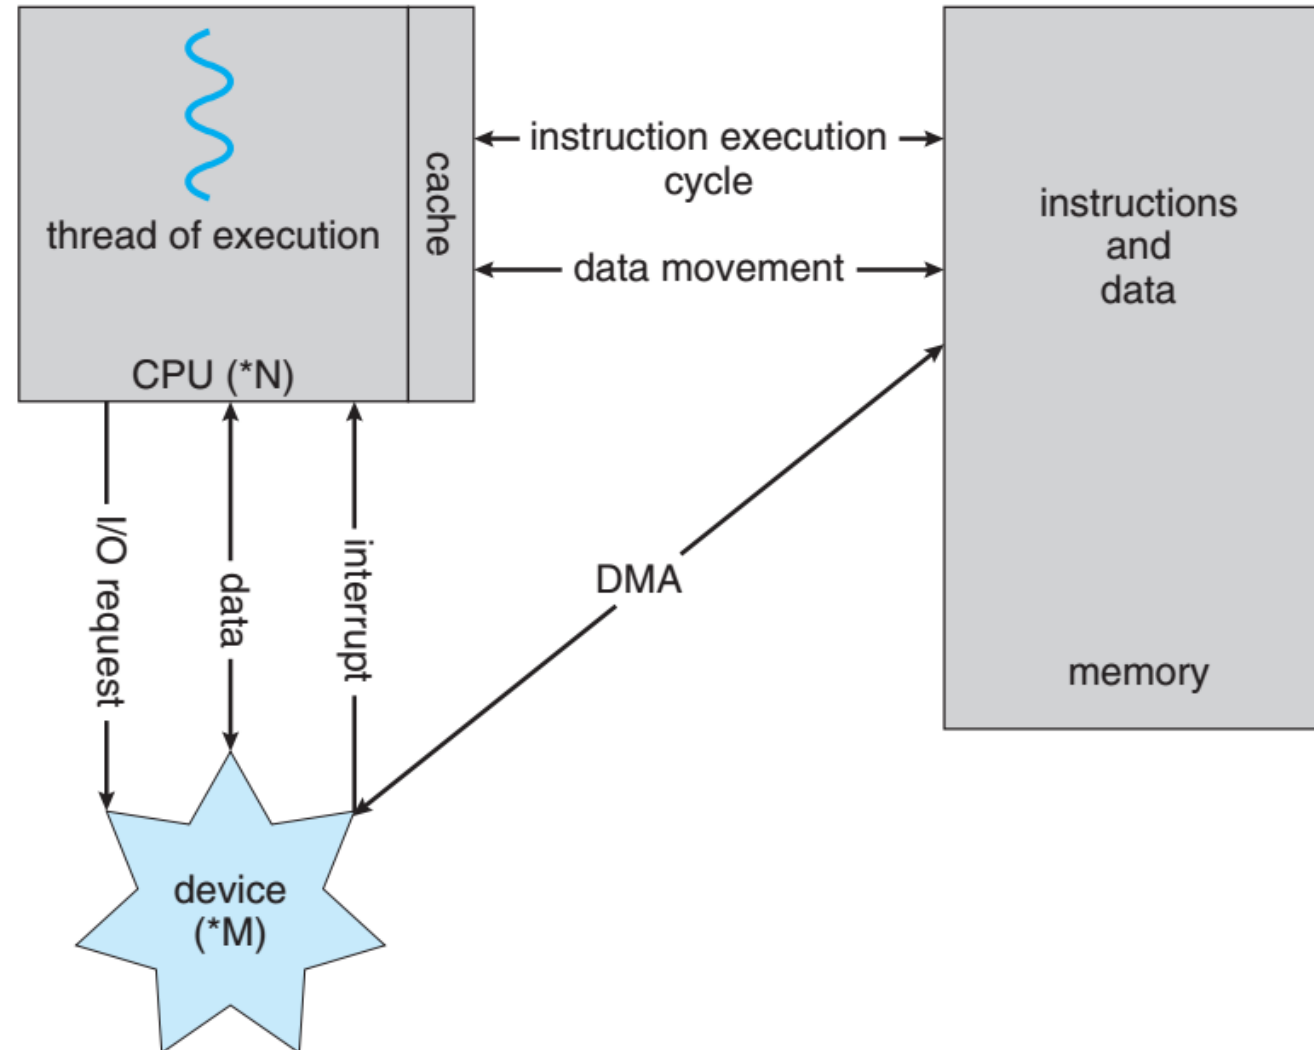 thread of execution
CPU (*N)
cache
instruction execution
cycle
data movement
instructions
and
data
memory
I/O request
data
interrupt
DMA
device
(*M)